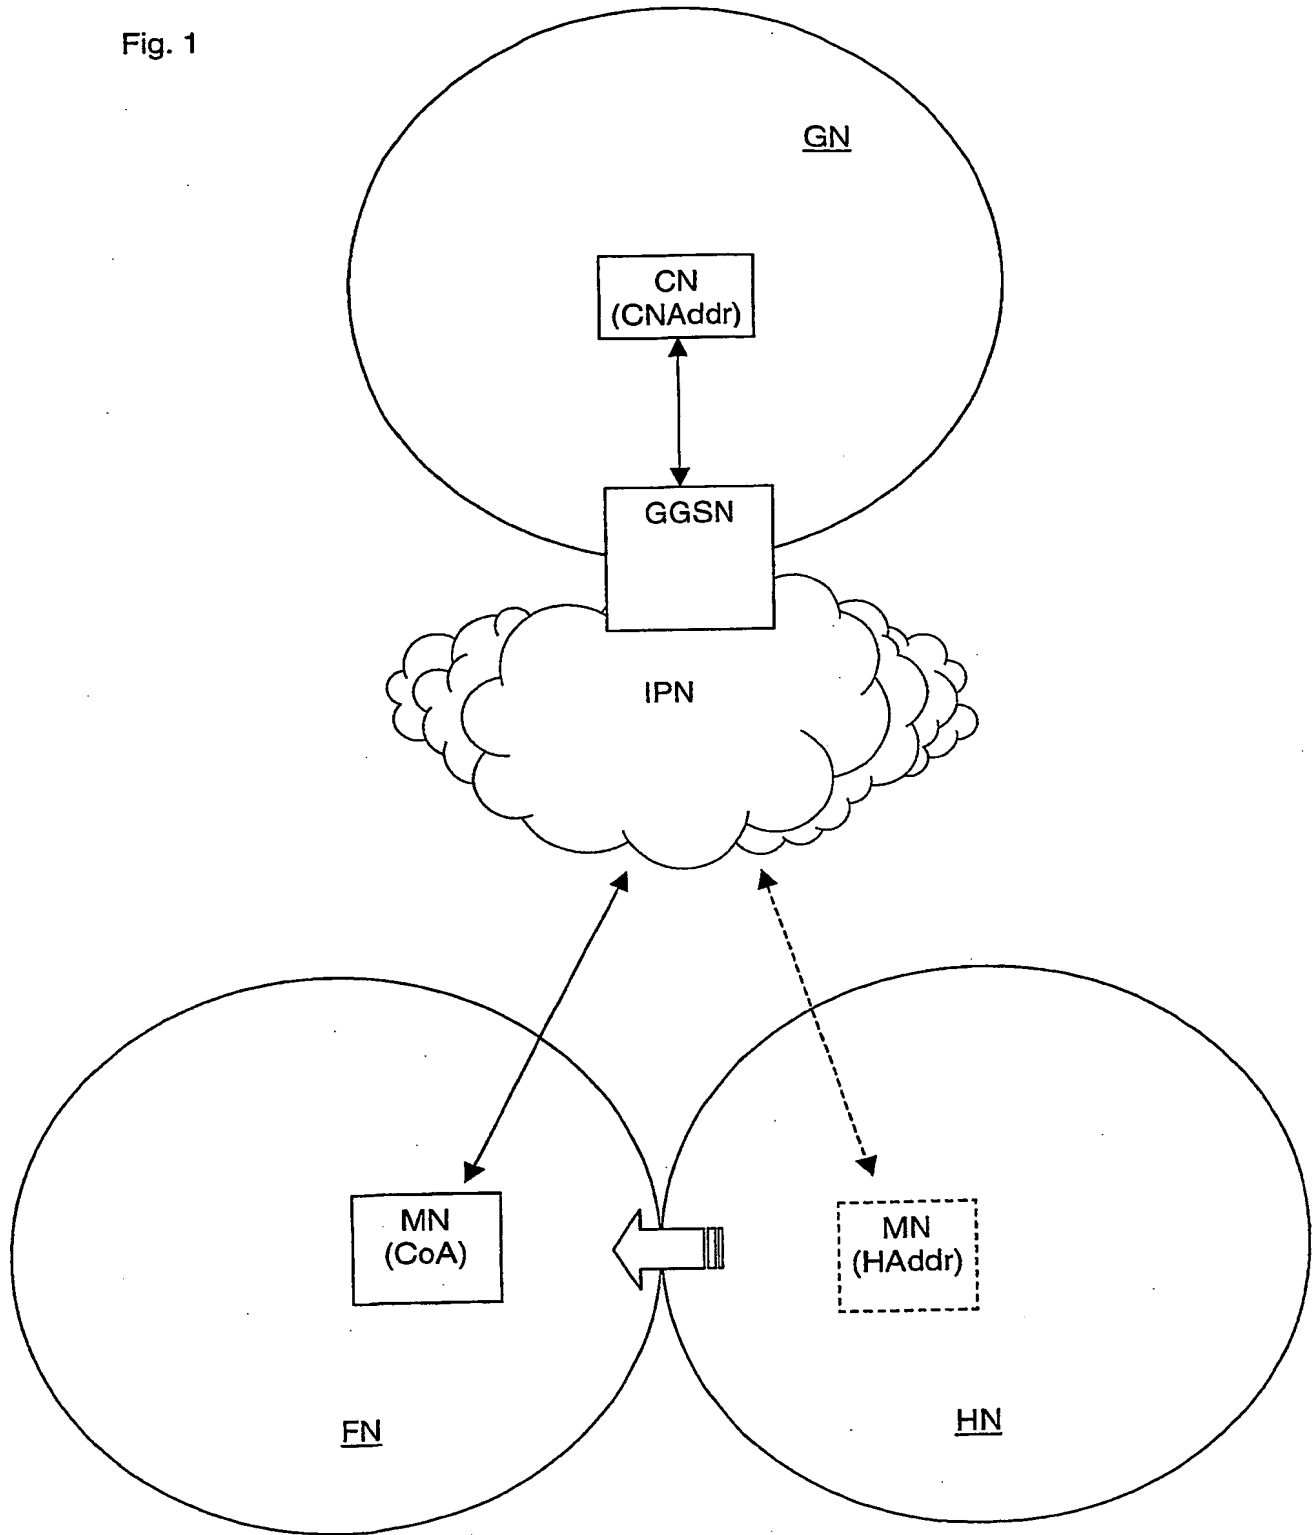 Fig. 1
GN
CN
(CNAddr)
GGSN
IPN
MN
(CoA)
MN
(HAddr)
FN
HN